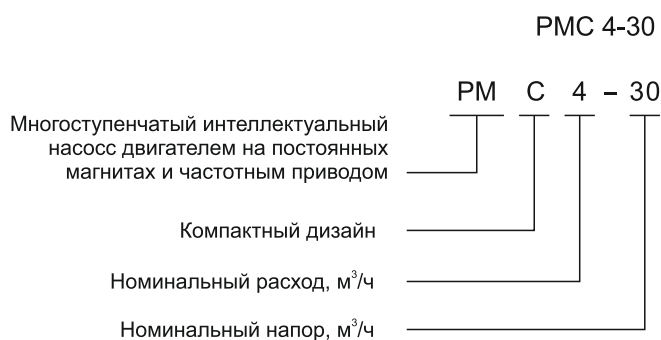 PMC 4-30
PM C 4 – 30
Многоступенчатый интеллектуальный
насосс двигателем на постоянных
магнитах и частотным приводом
Компактный дизайн
Номинальный расход, м³/ч
Номинальный напор, м³/ч